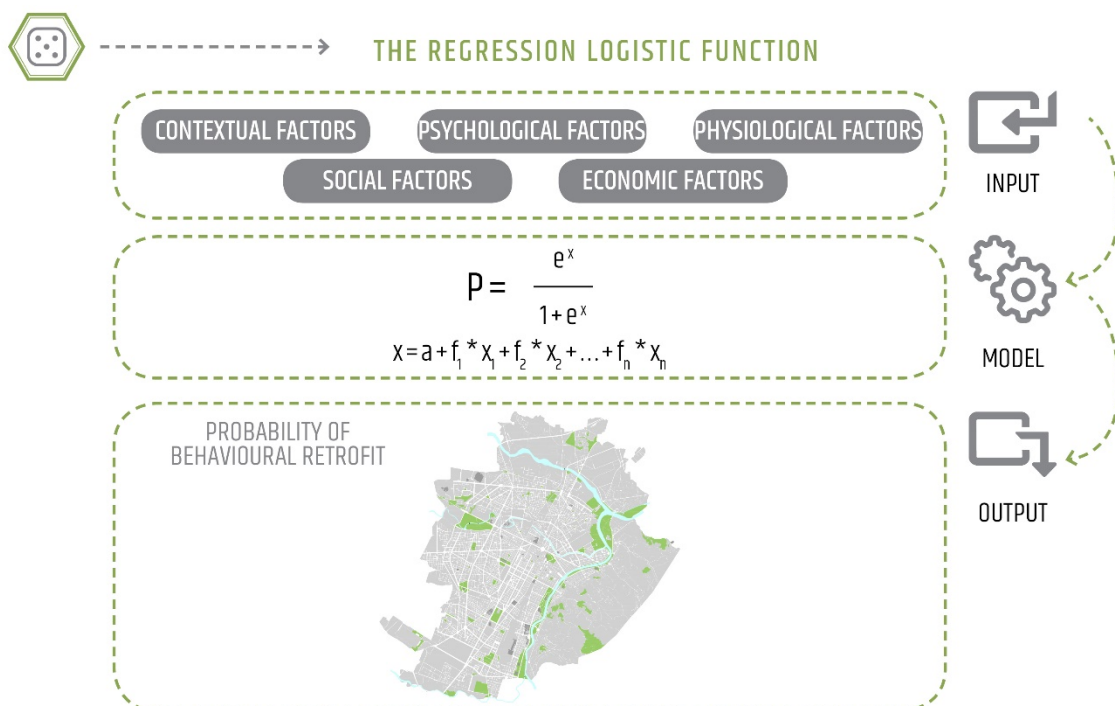 THE REGRESSION LOGISTIC FUNCTION
CONTEXTUAL FACTORS
PSYCHOLOGICAL FACTORS
PHYSIOLOGICAL FACTORS
SOCIAL FACTORS
ECONOMIC FACTORS
INPUT
P = e^x / 1 + e^x
x = a + f₁ * x₁ + f₂ * x₂ + ... + fₙ * xₙ
MODEL
PROBABILITY OF
BEHAVIOURAL RETROFIT
OUTPUT